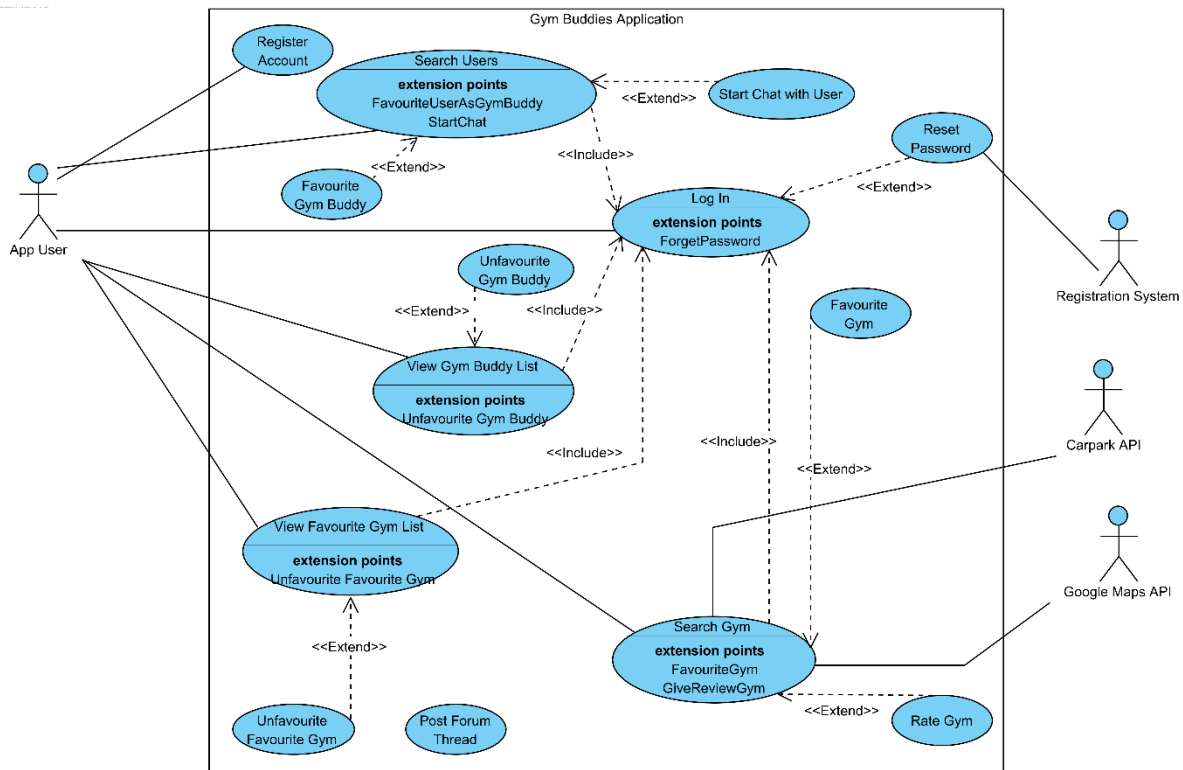 Gym Buddies Application
Register
Account
Search Users
extension points
FavouriteUserAsGymBuddy
StartChat
<<Extend>>
Start Chat with User
Reset
Password
<<Include>>
<<Extend>>
Favourite
Gym Buddy
<<Extend>>
Log In
extension points
ForgetPassword
App User
Registration System
Unfavourite
Gym Buddy
<<Extend>>
<<Include>>
Favourite
Gym
View Gym Buddy List
extension points
Unfavourite Gym Buddy
Carpark API
<<Include>>
<<Include>>
<<Extend>>
View Favourite Gym List
extension points
Unfavourite Favourite Gym
Google Maps API
<<Extend>>
Search Gym
extension points
FavouriteGym
GiveReviewGym
<<Extend>>
Rate Gym
Unfavourite
Favourite Gym
Post Forum
Thread